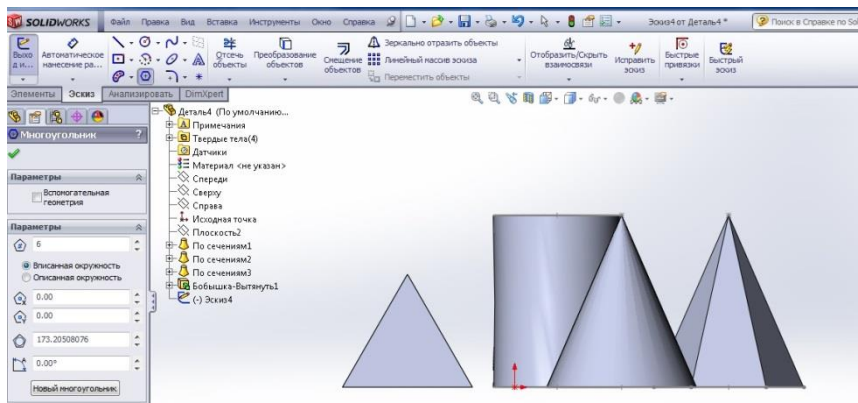 SOLIDWORKS Файл Правка Вид Вставка Инструменты Окно Справка Эскиз4 от Деталь4 * Поиск в Справке по So
Выхо д и... Автоматическое нанесение ра... Отсечь объекты Преобразование объектов Смещение объектов Зеркально отразить объекты Линейный массив эскиза Переместить объекты Отобразить/Скрыть взаимосвязи Исправить эскиз Быстрые привязки Быстрый эскиз
Элементы Эскиз Анализировать DimXpert
Многоугольник ?
Параметры
Вспомогательная геометрия
Параметры
6
Вписанная окружность
Описанная окружность
0.00
0.00
173.20508076
0.00°
Новый многоугольник
Деталь4 (По умолчанию...
Примечания
Твердые тела(4)
Датчики
Материал <не указан>
Спереди
Сверху
Справа
Исходная точка
Плоскость2
По сечениям1
По сечениям2
По сечениям3
Бобышка-Вытянуть1
(-) Эскиз4